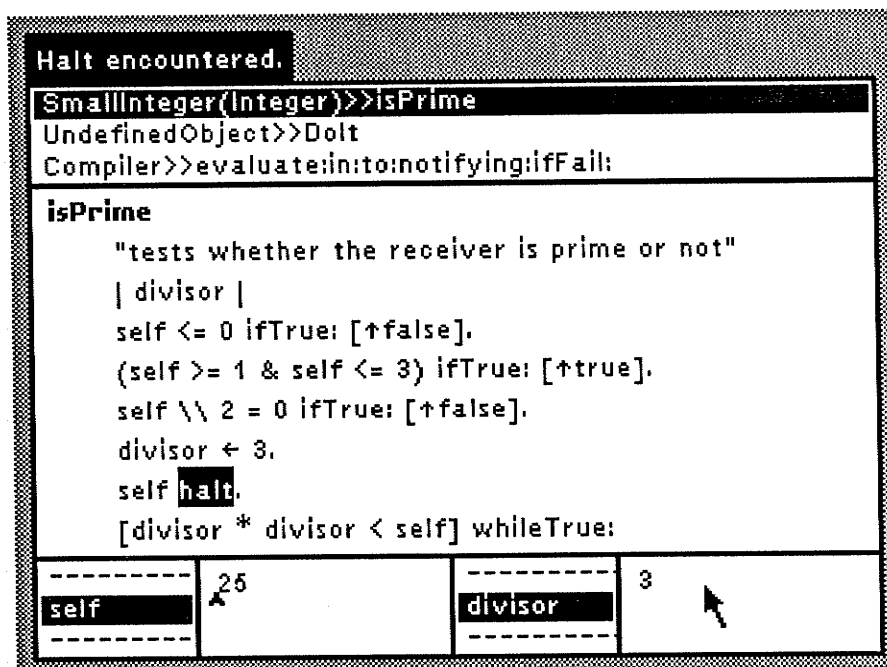 Halt encountered.
SmallInteger(Integer)>>isPrime
UndefinedObject>>DoIt
Compiler>>evaluate:in:to:notifying:ifFail:
isPrime
"tests whether the receiver is prime or not"
| divisor |
self <= 0 ifTrue: [↑false].
(self >= 1 & self <= 3) ifTrue: [↑true].
self \\ 2 = 0 ifTrue: [↑false].
divisor ← 3.
self halt.
[divisor * divisor < self] whileTrue:
----------
self
----------
25
----------
divisor
----------
3